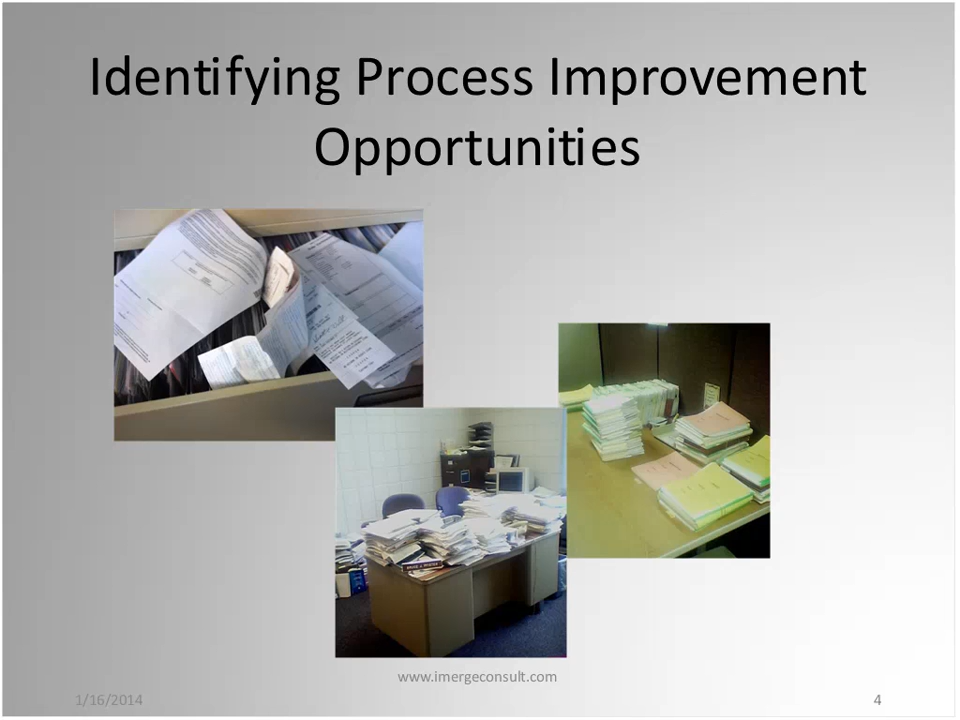 Identifying Process Improvement
Opportunities
www.imergeconsult.com
1/16/2014
4